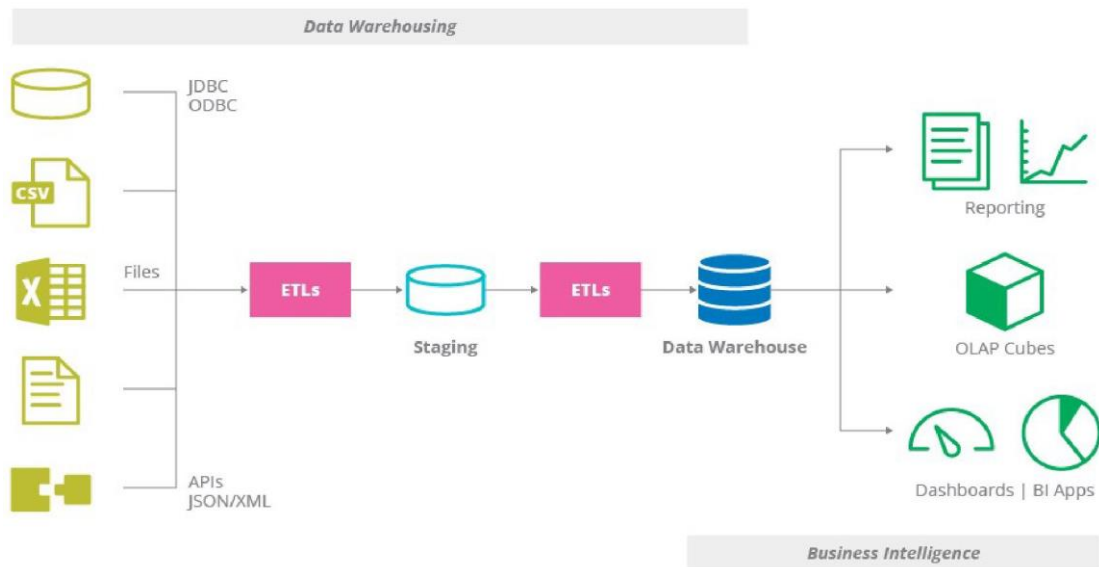 Data Warehousing
JDBC
ODBC
CSV
Files
X
ETLs
Staging
ETLs
Data Warehouse
Reporting
OLAP Cubes
Dashboards | BI Apps
APIs
JSON/XML
Business Intelligence